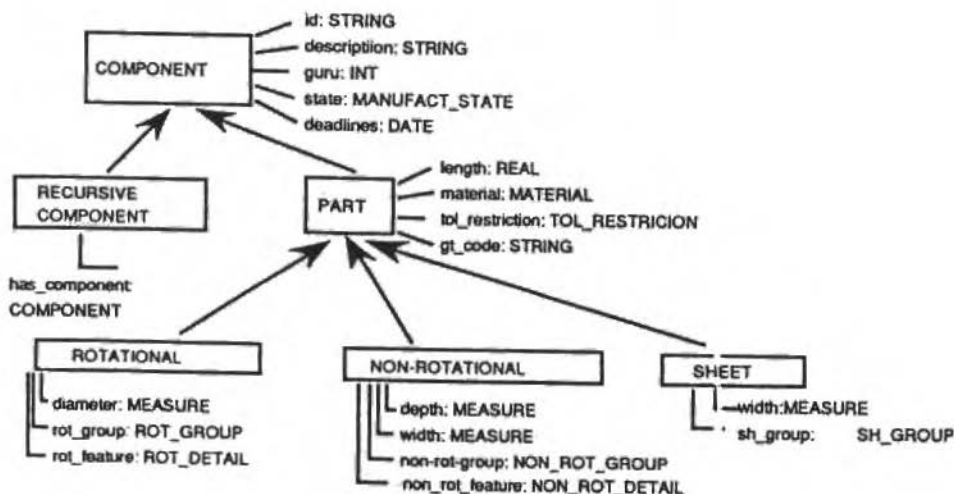 id: STRING
descriptiion: STRING
COMPONENT
guru: INT
state: MANUFACT_STATE
deadlines: DATE
length: REAL
RECURSIVE
COMPONENT
material: MATERIAL
PART
tol_restriction: TOL_RESTRICION
gt_code: STRING
has_component:
COMPONENT
ROTATIONAL
NON-ROTATIONAL
SHEET
diameter: MEASURE
rot_group: ROT_GROUP
rot_feature: ROT_DETAIL
depth: MEASURE
width: MEASURE
non-rot-group: NON_ROT_GROUP
non_rot_feature: NON_ROT_DETAIL
width:MEASURE
sh_group: SH_GROUP